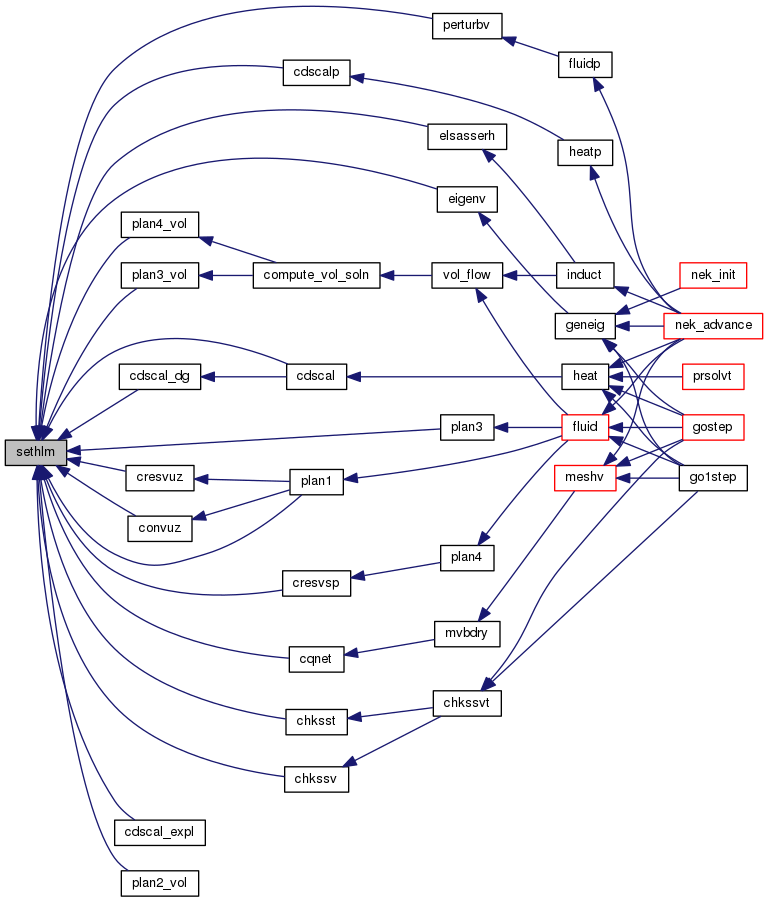 perturbv
fluidp
cdscalp
elsasserh
heatp
eigenv
plan4_vol
plan3_vol
compute_vol_soln
vol_flow
induct
nek_init
geneig
nek_advance
cdscal_dg
cdscal
heat
prsolvt
plan3
fluid
gostep
sethlm
cresvuz
plan1
meshv
go1step
convuz
plan4
cresvsp
mvbdry
cqnet
chkssvt
chksst
chkssv
cdscal_expl
plan2_vol